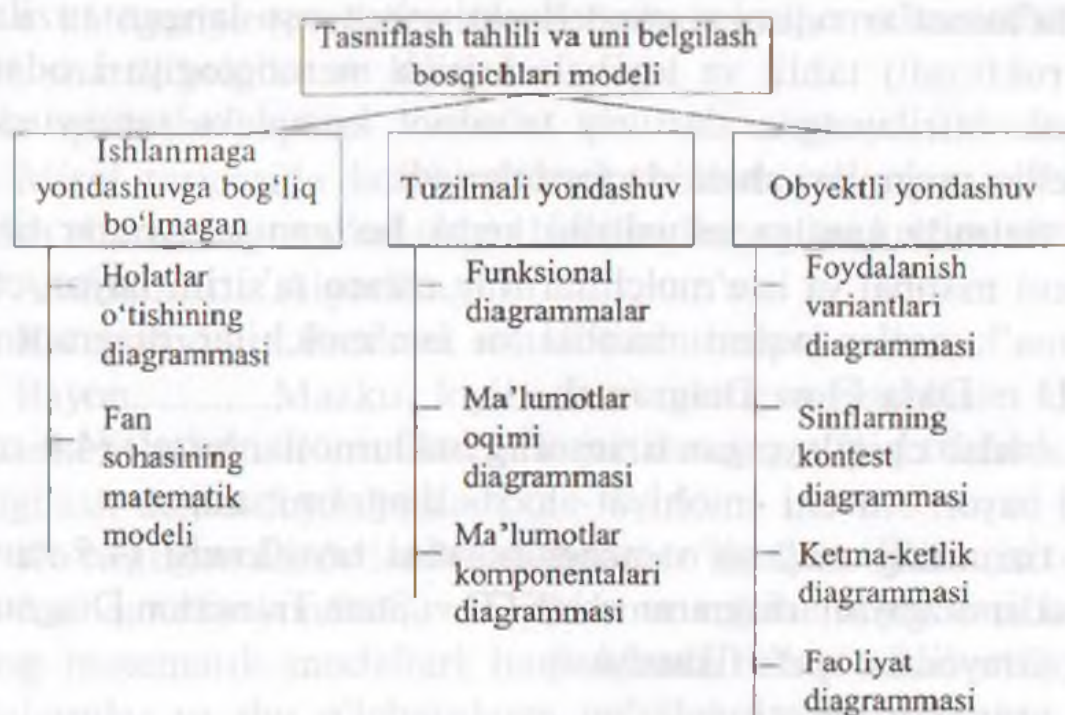 Tasniflash tahlili va uni belgilash
bosqichlari modeli
Ishlanmaga
yondashuvga bog‘liq
bo‘lmagan
Holatlar
o‘tishining
diagrammasi
Fan
sohasining
matematik
modeli
Tuzilmali yondashuv
Funksional
diagrammalar
Ma’lumotlar
oqimi
diagrammasi
Ma’lumotlar
komponentalari
diagrammasi
Obyektli yondashuv
Foydalanish
variantlari
diagrammasi
Sinflarning
kontest
diagrammasi
Ketma-ketlik
diagrammasi
Faoliyat
diagrammasi